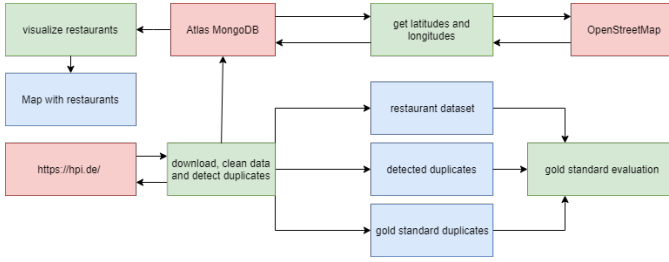 visualize restaurants
Atlas MongoDB
get latitudes and
longitudes
OpenStreetMap
Map with restaurants
restaurant dataset
https://hpi.de/
download, clean data
and detect duplicates
detected duplicates
gold standard evaluation
gold standard duplicates